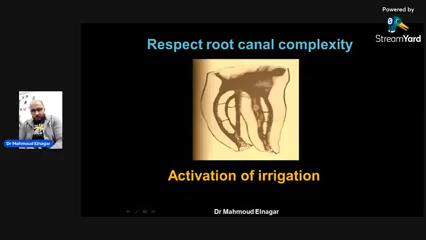 Powered by
StreamYard
Respect root canal complexity
Dr Mahmoud Elnagar
Activation of irrigation
Dr Mahmoud Elnagar